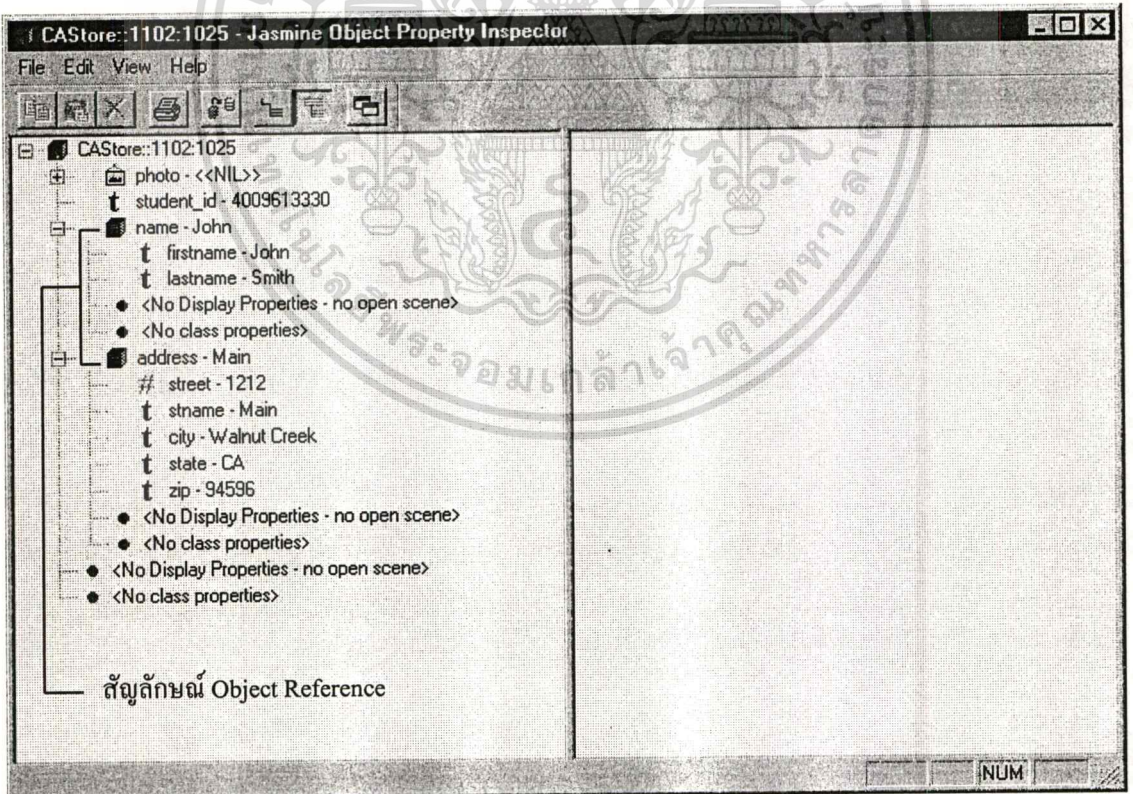 CAStore::1102:1025 - Jasmine Object Property Inspector
File Edit View Help
CAStore::1102:1025
photo - <<NIL>>
student_id - 4009613330
name - John
firstname - John
lastname - Smith
<No Display Properties - no open scene>
<No class properties>
address - Main
street - 1212
stname - Main
city - Walnut Creek
state - CA
zip - 94596
<No Display Properties - no open scene>
<No class properties>
<No Display Properties - no open scene>
<No class properties>
สัญลักษณ์ Object Reference
NUM